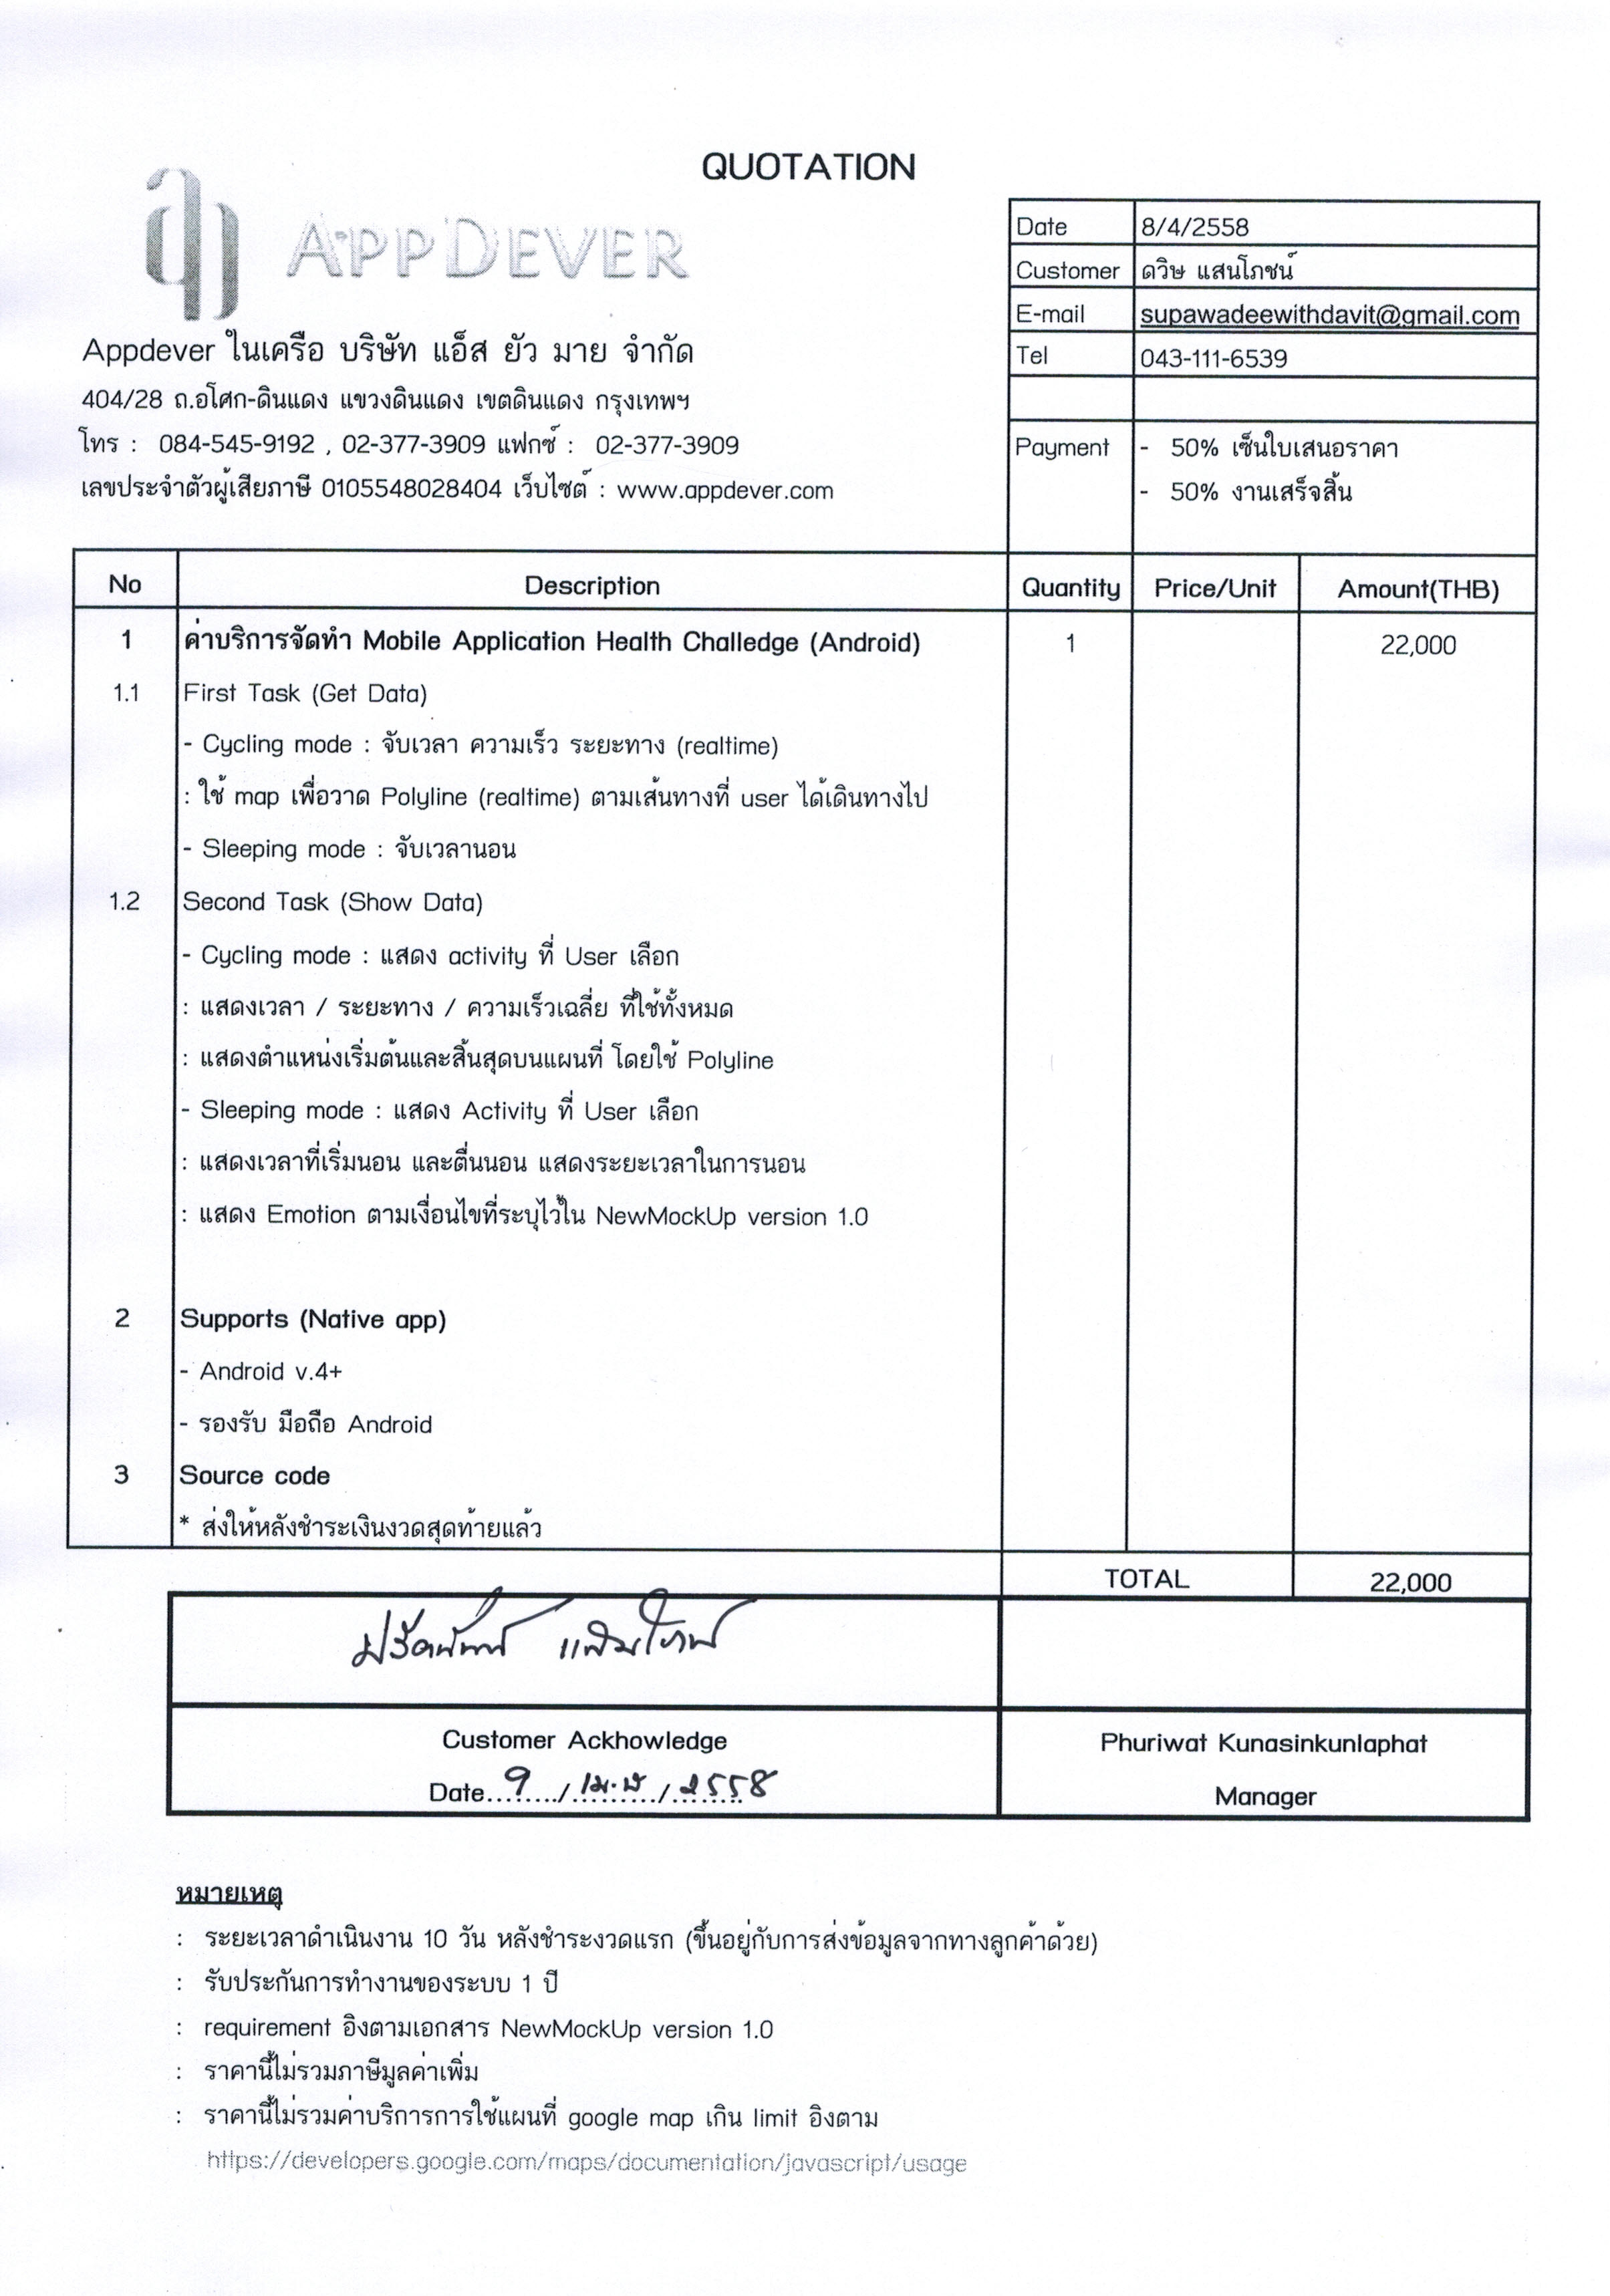 QUOTATION
APPDEVER
Date 8/4/2558
Customer ดวิษ แสนโภชน์
E-mail supawadeewithdavit@gmail.com
Tel 043-111-6539
Appdever ในเครือ บริษัท แอ็ส ยัว มาย จำกัด
404/28 ถ.อโศก-ดินแดง แขวงดินแดง เขตดินแดง กรุงเทพฯ
โทร : 084-545-9192 , 02-377-3909 แฟกซ์ : 02-377-3909
เลขประจำตัวผู้เสียภาษี 0105548028404 เว็บไซต์ : www.appdever.com
Payment - 50% เซ็นใบเสนอราคา
- 50% งานเสร็จสิ้น
No Description Quantity Price/Unit Amount(THB)
1 ค่าบริการจัดทำ Mobile Application Health Challedge (Android) 1 22,000
1.1 First Task (Get Data)
- Cycling mode : จับเวลา ความเร็ว ระยะทาง (realtime)
: ใช้ map เพื่อวาด Polyline (realtime) ตามเส้นทางที่ user ได้เดินทางไป
- Sleeping mode : จับเวลานอน
1.2 Second Task (Show Data)
- Cycling mode : แสดง activity ที่ User เลือก
: แสดงเวลา / ระยะทาง / ความเร็วเฉลี่ย ที่ใช้ทั้งหมด
: แสดงตำแหน่งเริ่มต้นและสิ้นสุดบนแผนที่ โดยใช้ Polyline
- Sleeping mode : แสดง Activity ที่ User เลือก
: แสดงเวลาที่เริ่มนอน และตื่นนอน แสดงระยะเวลาในการนอน
: แสดง Emotion ตามเงื่อนไขที่ระบุไว้ใน NewMockUp version 1.0
2 Supports (Native app)
- Android v.4+
- รองรับ มือถือ Android
3 Source code
* ส่งให้หลังชำระเงินงวดสุดท้ายแล้ว
TOTAL 22,000
Customer Ackhowledge
Date 9 / เม.ษ / 2558
Phuriwat Kunasinkunlaphat
Manager
หมายเหตุ
: ระยะเวลาดำเนินงาน 10 วัน หลังชำระงวดแรก (ขึ้นอยู่กับการส่งข้อมูลจากทางลูกค้าด้วย)
: รับประกันการทำงานของระบบ 1 ปี
: requirement อิงตามเอกสาร NewMockUp version 1.0
: ราคานี้ไม่รวมภาษีมูลค่าเพิ่ม
: ราคานี้ไม่รวมค่าบริการการใช้แผนที่ google map เกิน limit อิงตาม
https://developers.google.com/maps/documentation/javascript/usage